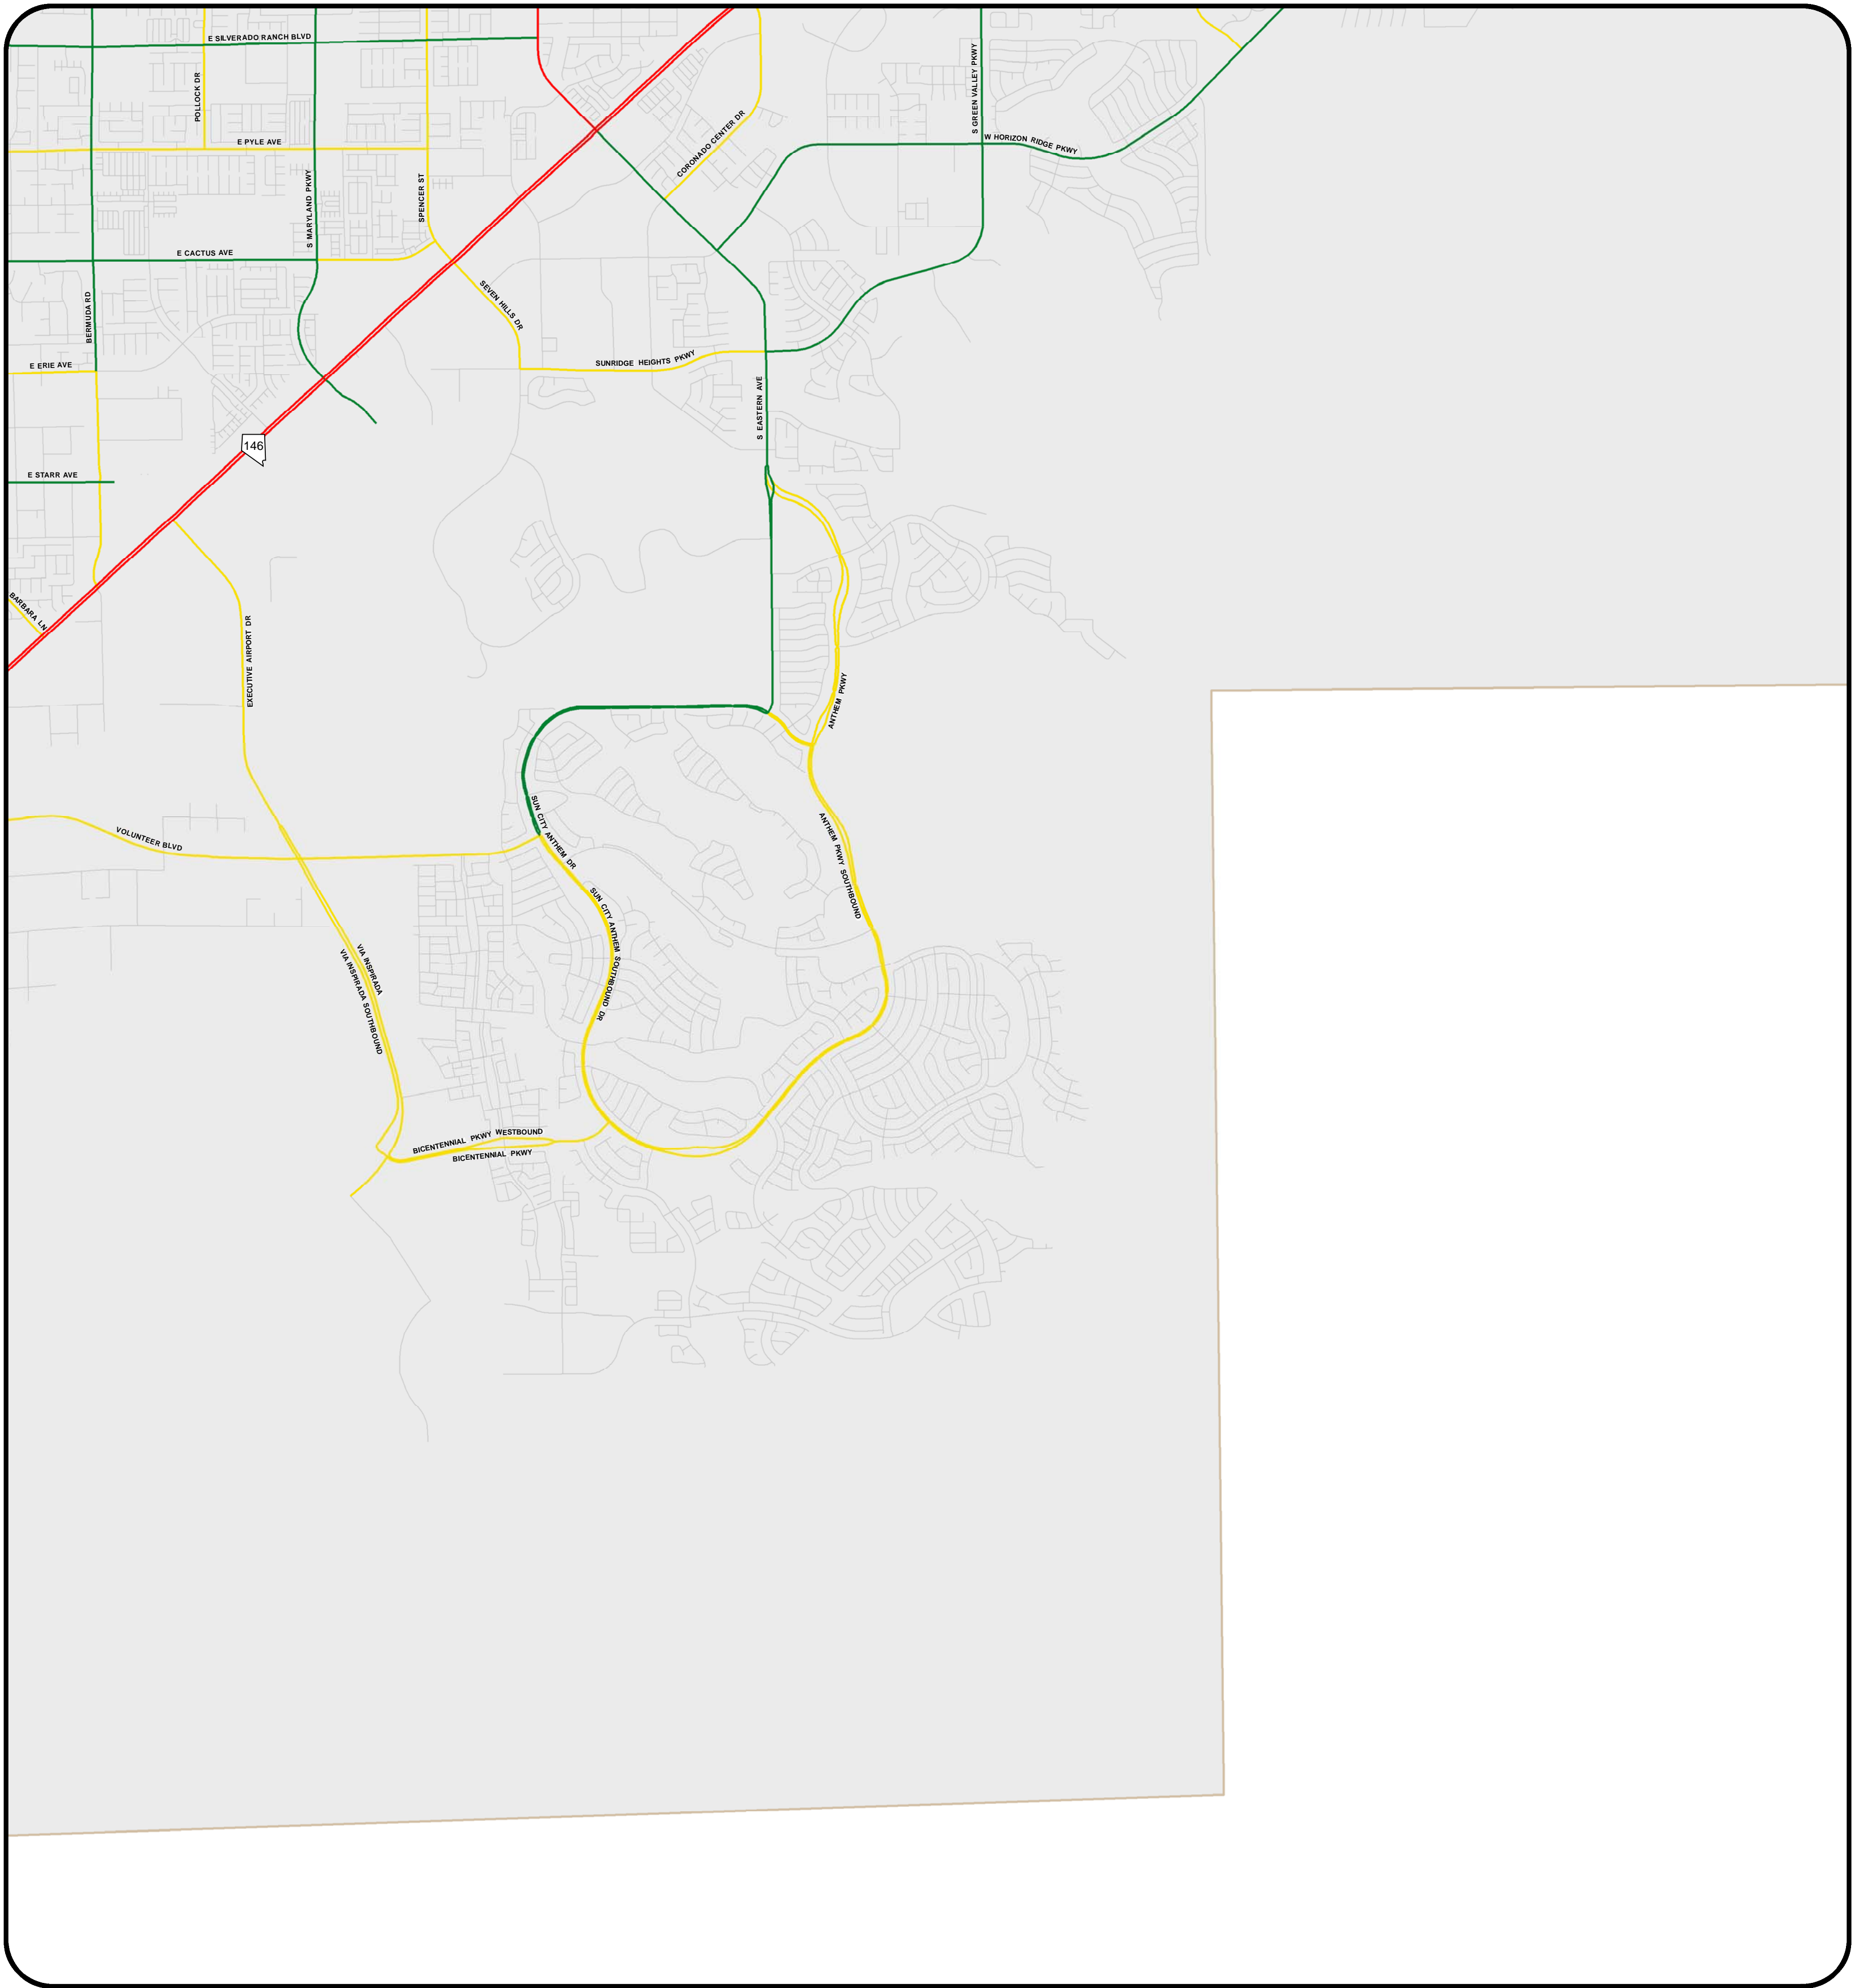 E SILVERADO RANCH BLVD
POLLOCK DR
S GREEN VALLEY PKWY
E PYLE AVE
CORONADO CENTER DR
W HORIZON RIDGE PKWY
S MARYLAND PKWY
SPENCER ST
E CACTUS AVE
BERMUDA RD
SEVEN HILLS DR
E ERIE AVE
SUNRIDGE HEIGHTS PKWY
S EASTERN AVE
146
E STARR AVE
BARBARA LN
EXECUTIVE AIRPORT DR
ANTHEM PKWY
VOLUNTEER BLVD
SUN CITY ANTHEM DR
ANTHEM PKWY SOUTHBOUND
SUN CITY ANTHEM SOUTHBOUND DR
VIA INSPIRADA
VIA INSPIRADA SOUTHBOUND
BICENTENNIAL PKWY WESTBOUND
BICENTENNIAL PKWY